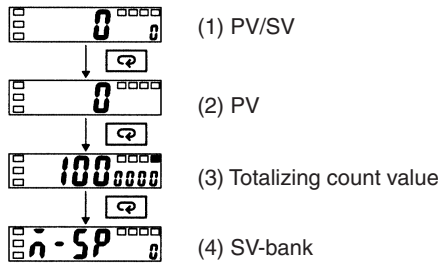 0 0 (1) PV/SV
0 (2) PV
100 0000 (3) Totalizing count value
ñ-SP 0 (4) SV-bank